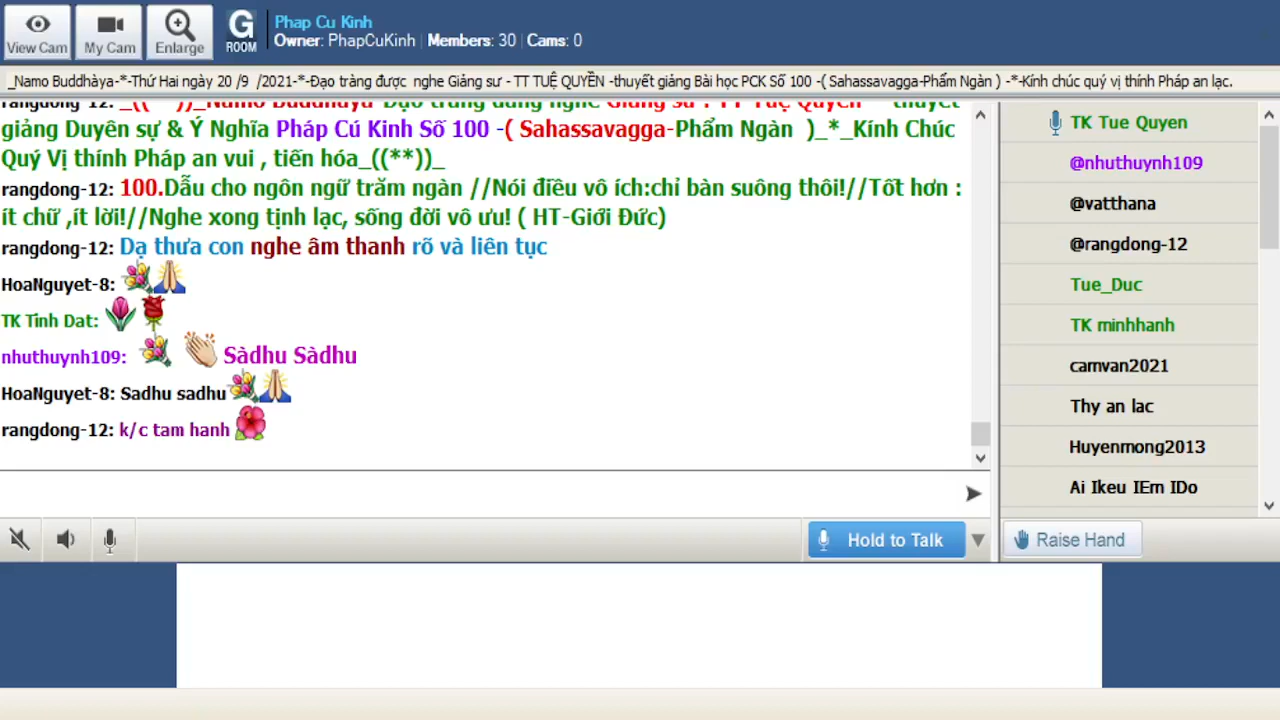 View Cam
My Cam
Enlarge
G
ROOM
Phap Cu Kinh
Owner: PhapCuKinh | Members: 30 | Cams: 0
_Namo Buddhàya-*-Thứ Hai ngày 20 /9 /2021-*-Đạo tràng được nghe Giảng sư - TT TUỆ QUYỀN -thuyết giảng Bài học PCK Số 100 -( Sahassavagga-Phẩm Ngàn ) -*-Kính chúc quý vị thính Pháp an lạc.
giảng Duyên sự & Ý Nghĩa Pháp Cú Kinh Số 100 -( Sahassavagga-Phẩm Ngàn )_*_Kính Chúc
Quý Vị thính Pháp an vui , tiến hóa_((**))_
rangdong-12: 100.Dẫu cho ngôn ngữ trăm ngàn //Nói điều vô ích:chỉ bàn suông thôi!//Tốt hơn :
ít chữ ,ít lời!//Nghe xong tịnh lạc, sống đời vô ưu! ( HT-Giới Đức)
rangdong-12: Dạ thưa con nghe âm thanh rõ và liên tục
HoaNguyet-8:
TK Tinh Dat:
nhuthuynh109: Sàdhu Sàdhu
HoaNguyet-8: Sadhu sadhu
rangdong-12: k/c tam hanh
TK Tue Quyen
@nhuthuynh109
@vatthana
@rangdong-12
Tue_Duc
TK minhhanh
camvan2021
Thy an lac
Huyenmong2013
Ai Ikeu IEm IDo
Hold to Talk
Raise Hand